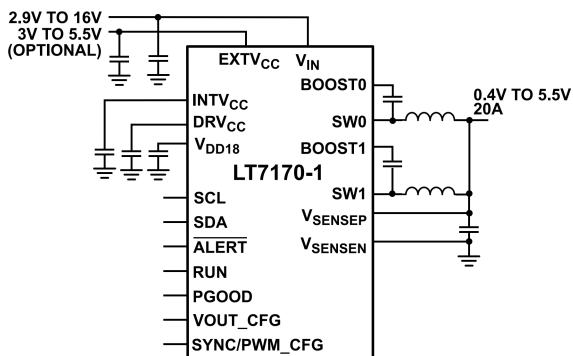 2.9V TO 16V
3V TO 5.5V
(OPTIONAL)
EXTVCC
VIN
BOOST0
INTVCC
0.4V TO 5.5V
20A
DRVCC
SW0
VDD18
BOOST1
LT7170-1
SW1
SCL
VSENSEP
SDA
ALERT
VSENSEN
RUN
PGOOD
VOUT_CFG
SYNC/PWM_CFG